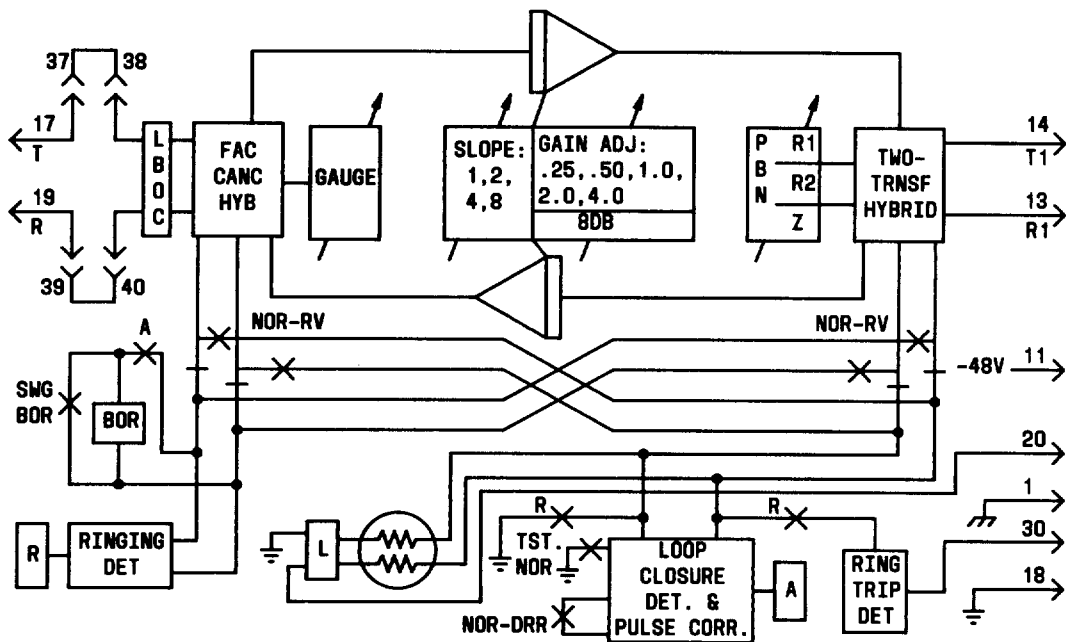 37 38
17
T
19
R
39 40
LBOC
FAC
CANC
HYB
GAUGE
SLOPE:
1,2,
4,8
GAIN ADJ:
.25,.50,1.0,
2.0,4.0
8DB
PBN
R1
R2
Z
TWO-
TRNSF
HYBRID
14
T1
13
R1
NOR-RV
NOR-RV
A
SWG
BOR
BOR
-48V
11
20
1
30
18
R
RINGING
DET
L
R
TST.
NOR
NOR-DRR
LOOP
CLOSURE
DET. &
PULSE CORR.
A
R
RING
TRIP
DET